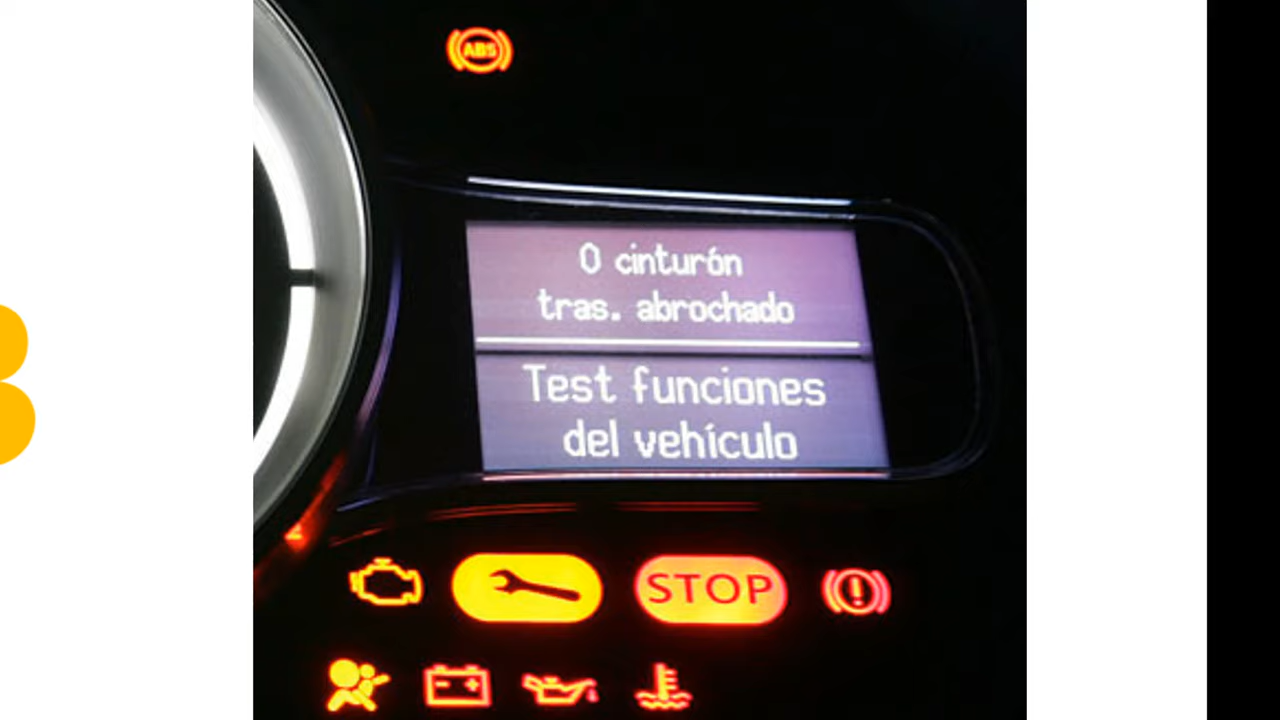 ABS
0 cinturón
tras. abrochado
Test funciones
del vehículo
STOP